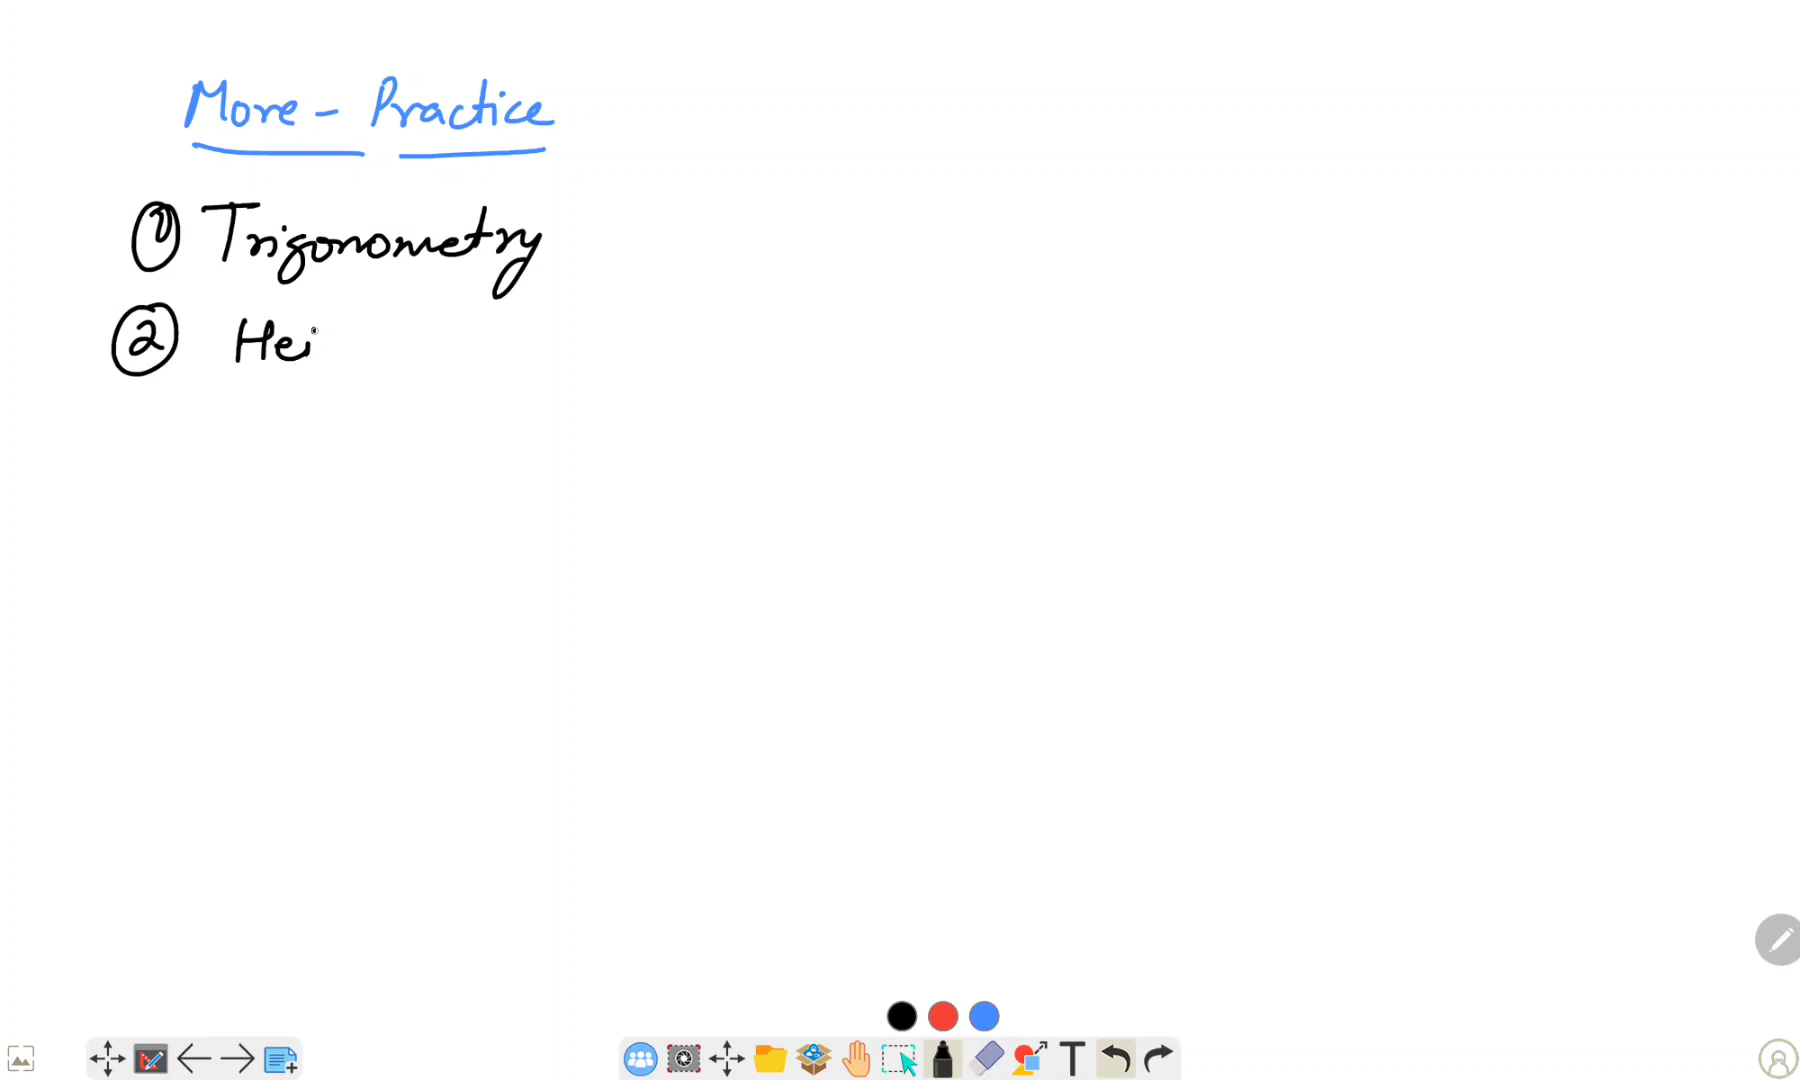 More - Practice
① Trigonometry
② Hei
T